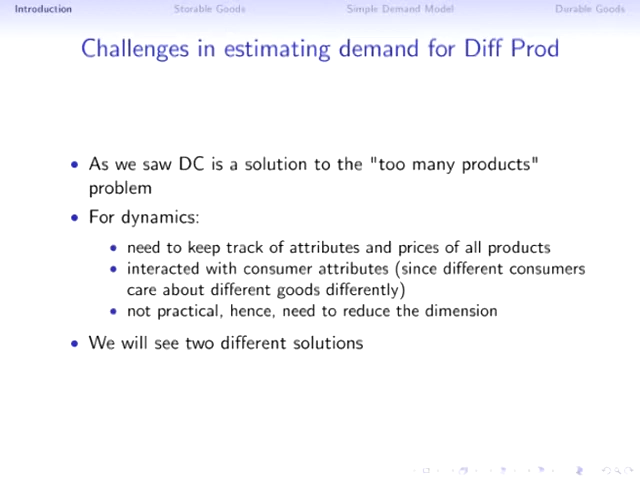 Introduction Storable Goods Simple Demand Model Durable Goods
Challenges in estimating demand for Diff Prod
• As we saw DC is a solution to the "too many products"
problem
• For dynamics:
• need to keep track of attributes and prices of all products
• interacted with consumer attributes (since different consumers
care about different goods differently)
• not practical, hence, need to reduce the dimension
• We will see two different solutions